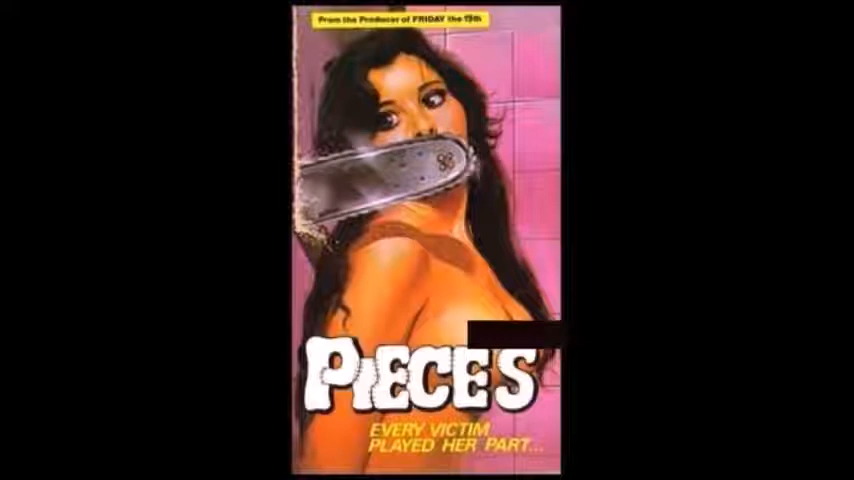 From the Producer of FRIDAY the 13th
PIECES
EVERY VICTIM
PLAYED HER PART...